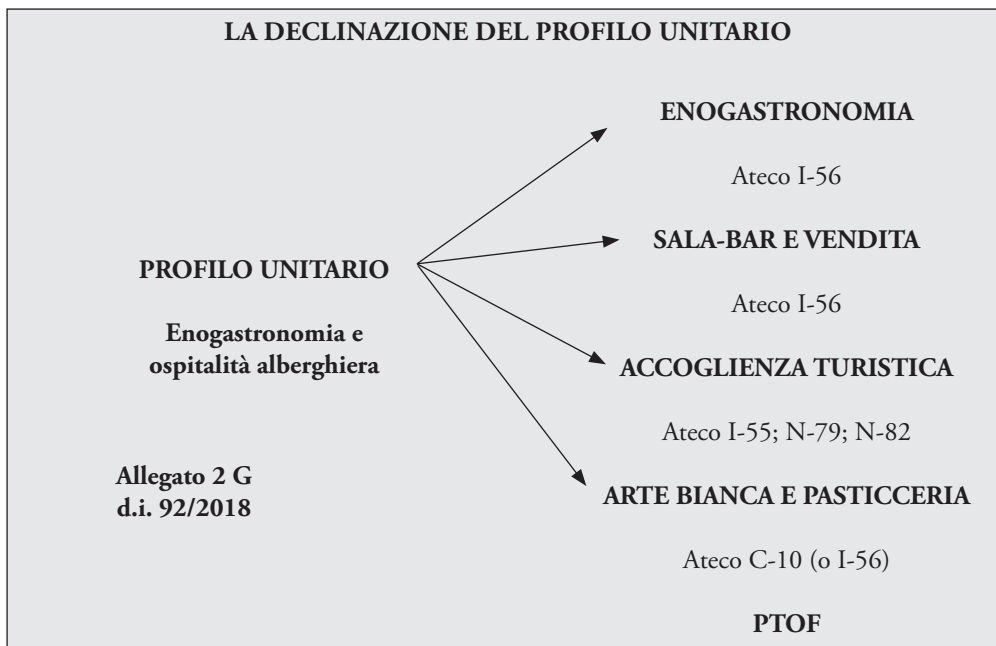 LA DECLINAZIONE DEL PROFILO UNITARIO
PROFILO UNITARIO
Enogastronomia e
ospitalità alberghiera
Allegato 2 G
d.i. 92/2018
ENOGASTRONOMIA
Ateco I-56
SALA-BAR E VENDITA
Ateco I-56
ACCOGLIENZA TURISTICA
Ateco I-55; N-79; N-82
ARTE BIANCA E PASTICCERIA
Ateco C-10 (o I-56)
PTOF